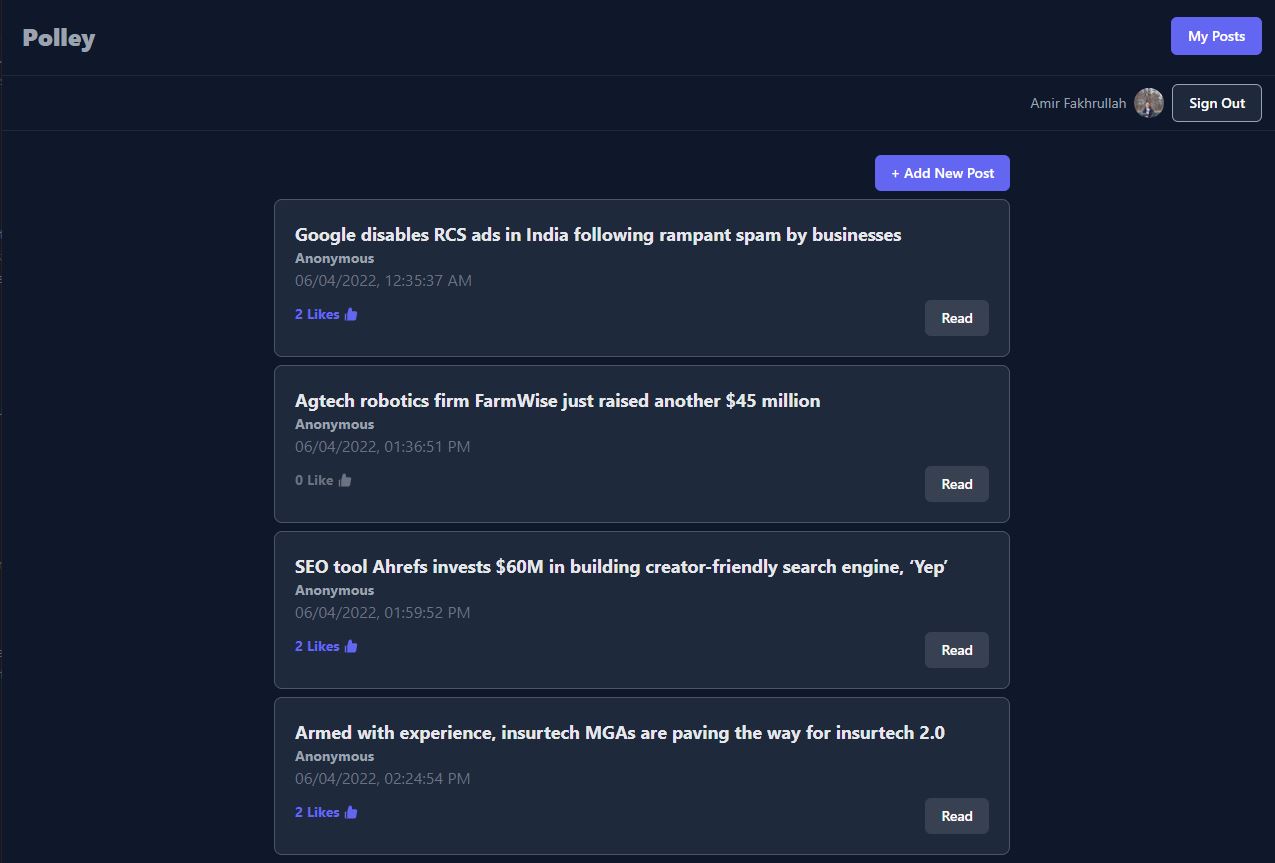 Polley
My Posts
Amir Fakhrullah
Sign Out
+ Add New Post
Google disables RCS ads in India following rampant spam by businesses
Anonymous
06/04/2022, 12:35:37 AM
2 Likes
Read
Agtech robotics firm FarmWise just raised another $45 million
Anonymous
06/04/2022, 01:36:51 PM
0 Like
Read
SEO tool Ahrefs invests $60M in building creator-friendly search engine, ‘Yep’
Anonymous
06/04/2022, 01:59:52 PM
2 Likes
Read
Armed with experience, insurtech MGAs are paving the way for insurtech 2.0
Anonymous
06/04/2022, 02:24:54 PM
2 Likes
Read